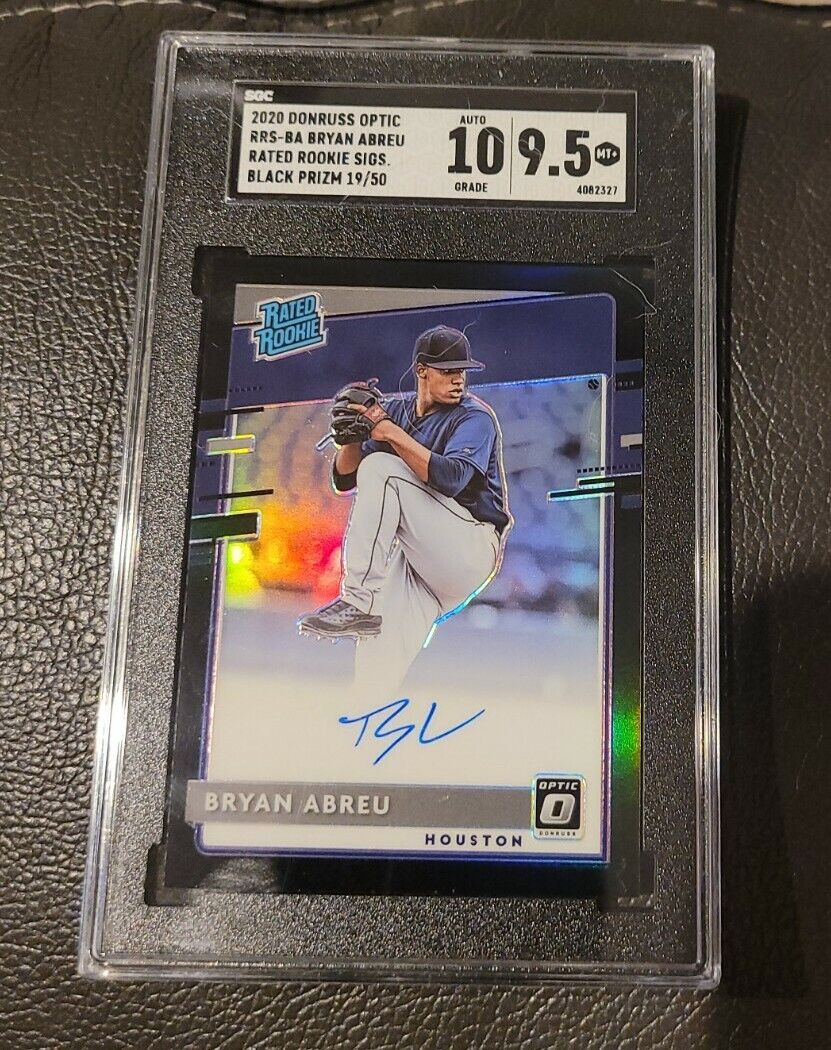 SGC
2020 DONRUSS OPTIC
RRS-BA BRYAN ABREU
RATED ROOKIE SIGS.
BLACK PRIZM 19/50
AUTO
10
GRADE
9.5
MT+
4082327
RATED
ROOKIE
BRYAN ABREU
HOUSTON
OPTIC
DONRUSS